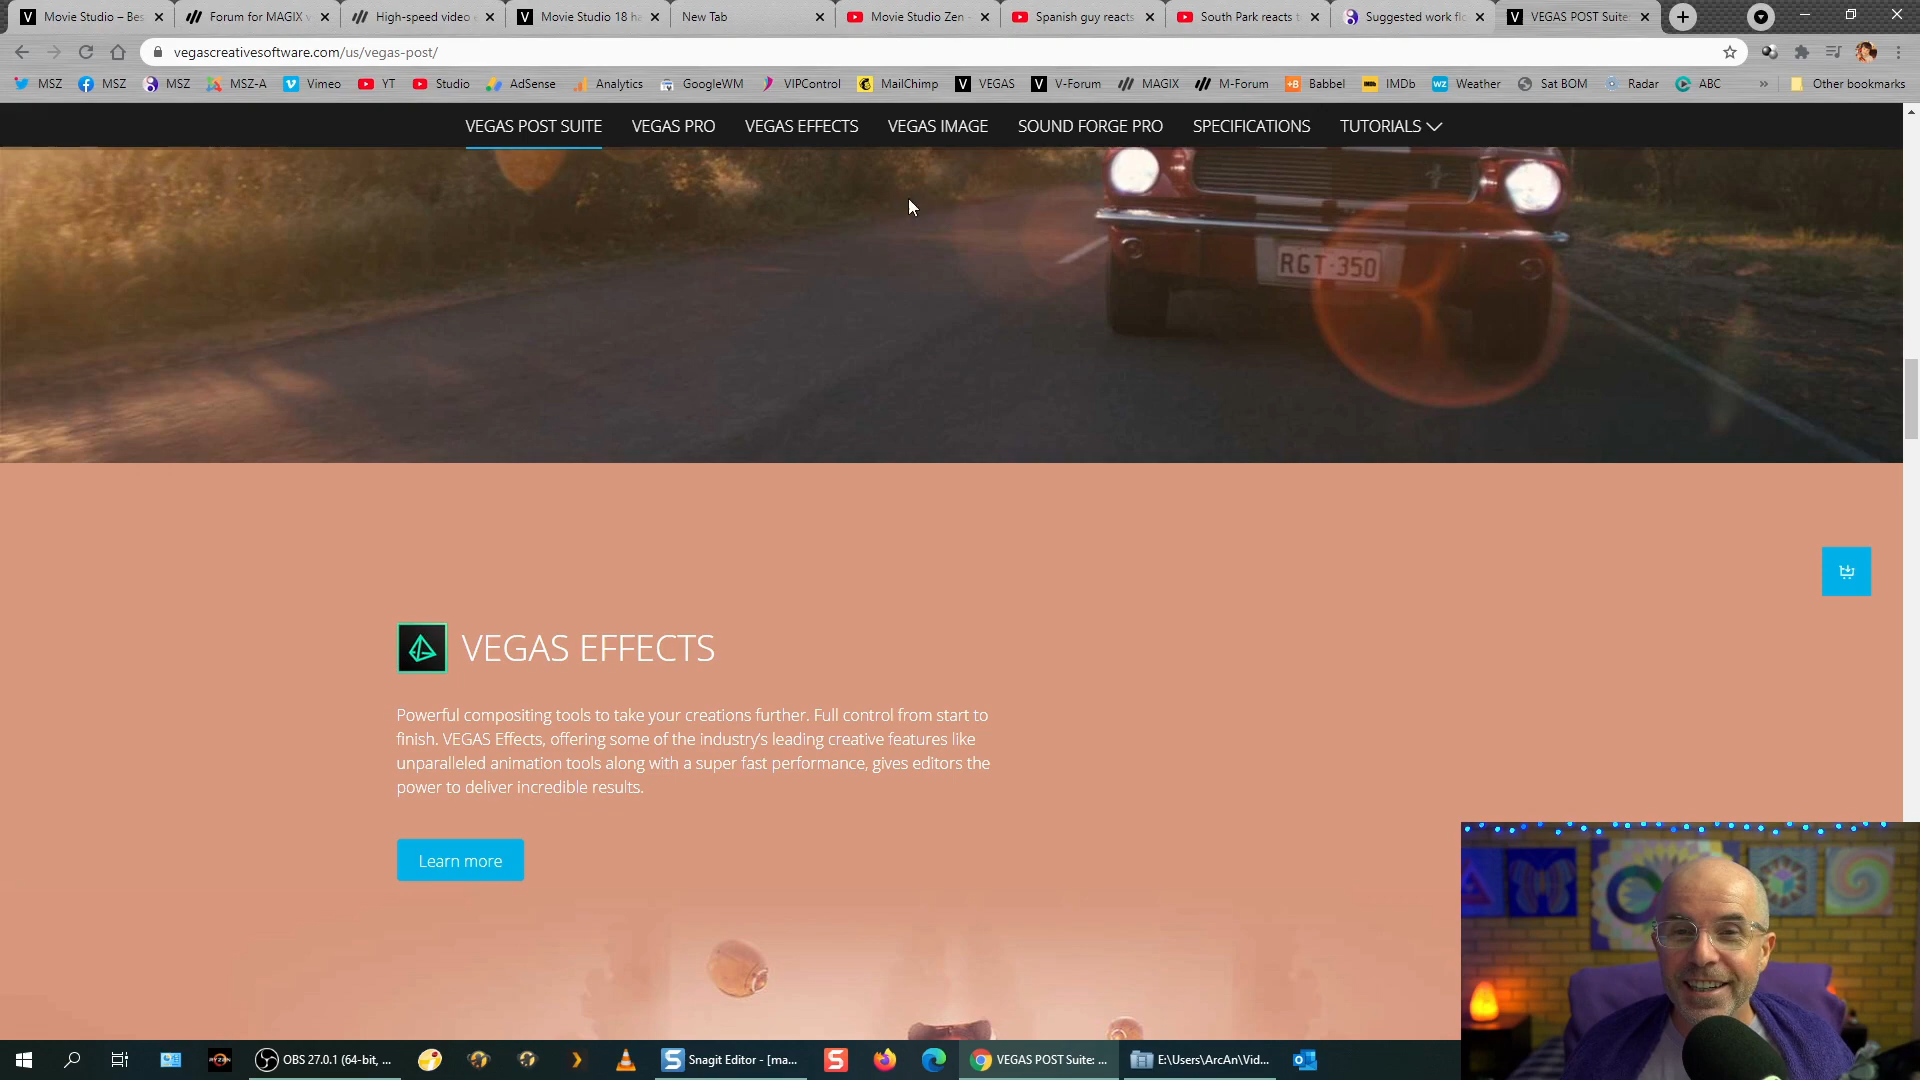 Movie Studio – Bes
Forum for MAGIX v
High-speed video e
Movie Studio 18 ha
New Tab
Movie Studio Zen -
Spanish guy reacts
South Park reacts t
Suggested work flo
VEGAS POST Suite:
vegascreativesoftware.com/us/vegas-post/
MSZ
MSZ
MSZ
MSZ-A
Vimeo
YT
Studio
AdSense
Analytics
GoogleWM
VIPControl
MailChimp
VEGAS
V-Forum
MAGIX
M-Forum
Babbel
IMDb
Weather
Sat BOM
Radar
ABC
Other bookmarks
VEGAS POST SUITE
VEGAS PRO
VEGAS EFFECTS
VEGAS IMAGE
SOUND FORGE PRO
SPECIFICATIONS
TUTORIALS
RGT·350
VEGAS EFFECTS
Powerful compositing tools to take your creations further. Full control from start to
finish. VEGAS Effects, offering some of the industry's leading creative features like
unparalleled animation tools along with a super fast performance, gives editors the
power to deliver incredible results.
Learn more
OBS 27.0.1 (64-bit, ...
Snagit Editor - [ma...
VEGAS POST Suite: ...
E:\Users\ArcAn\Vid...